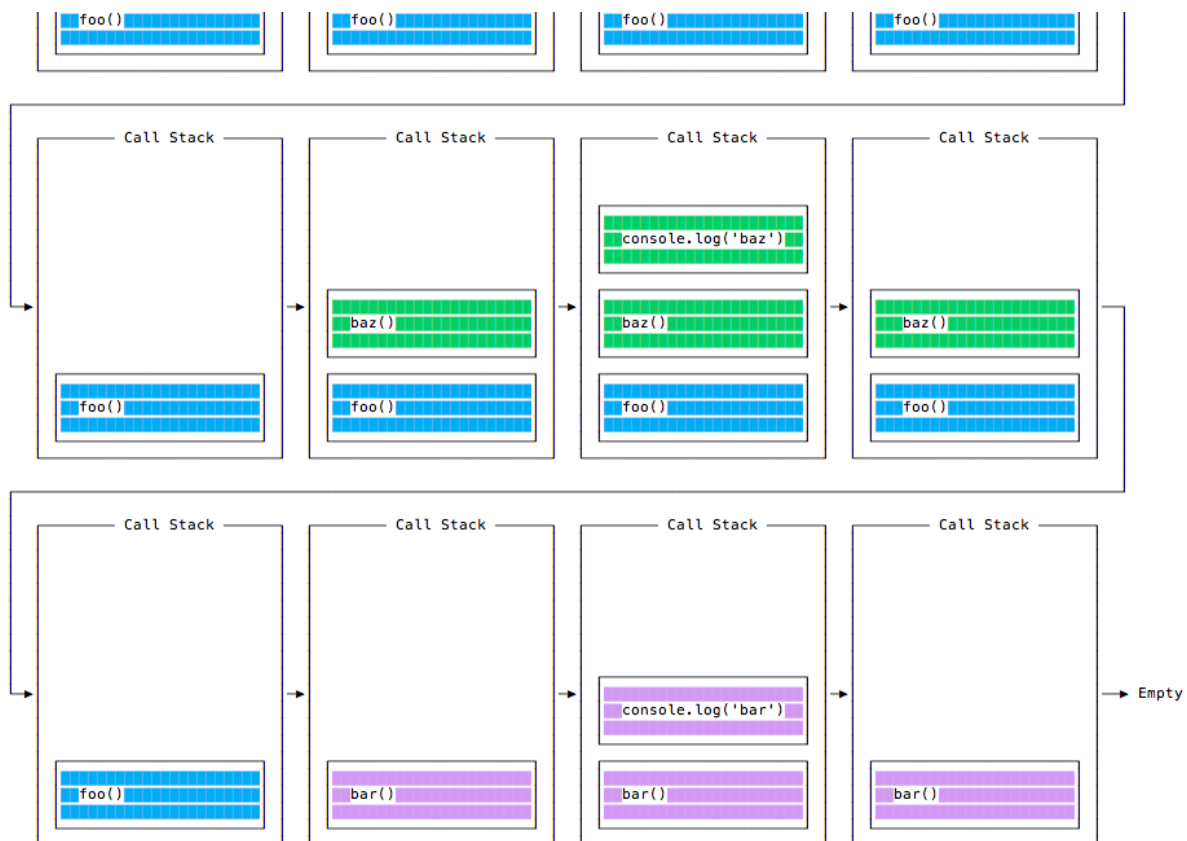 foo() foo() foo() foo()
Call Stack Call Stack Call Stack Call Stack
console.log('baz')
baz() baz() baz()
foo() foo() foo() foo()
Call Stack Call Stack Call Stack Call Stack
Empty
console.log('bar')
foo() bar() bar() bar()